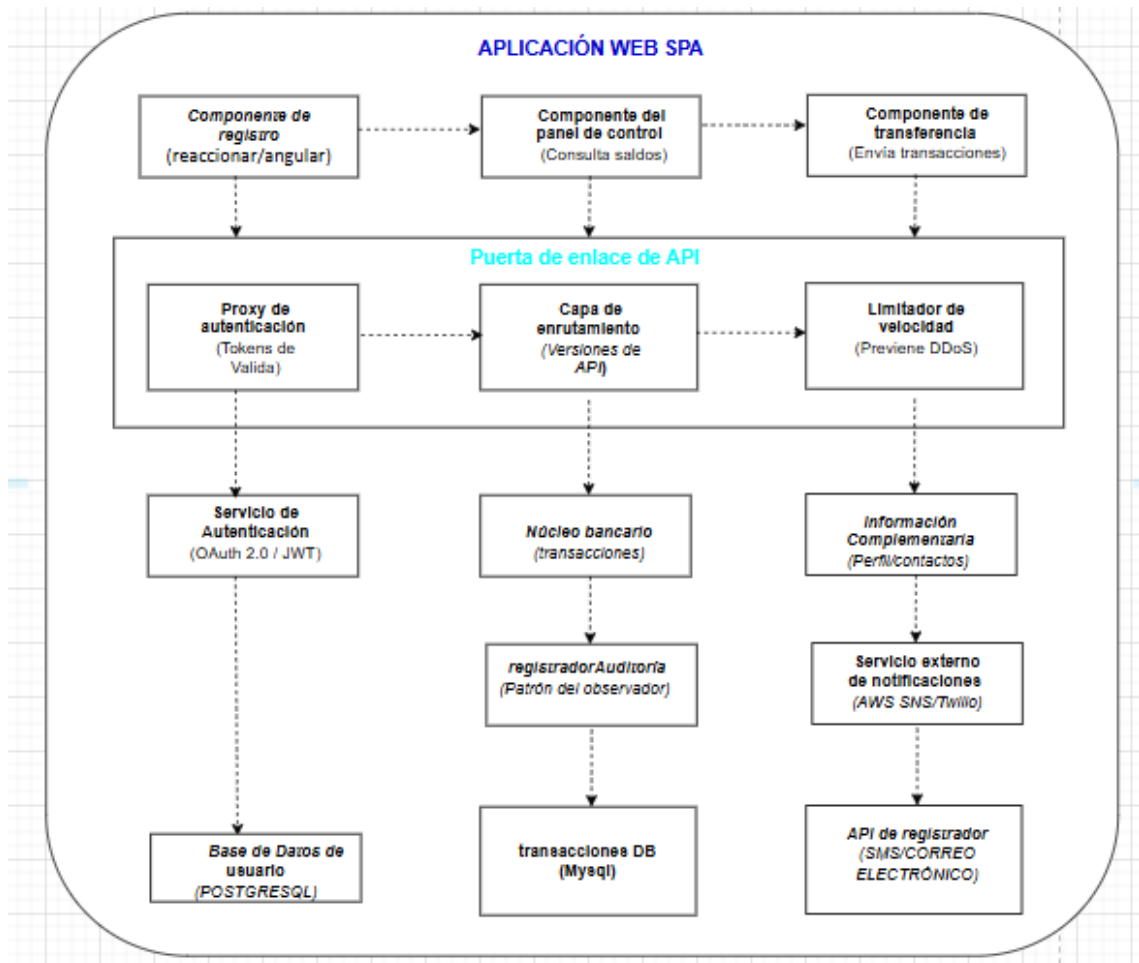 APLICACIÓN WEB SPA
Componente de
registro
(reaccionar/angular)
Componente del
panel de control
(Consulta saldos)
Componente de
transferencia
(Envía transacciones)
Puerta de enlace de API
Proxy de
autenticación
(Tokens de
Valida)
Capa de
enrutamiento
(Versiones de
API)
Limitador de
velocidad
(Previene DDoS)
Servicio de
Autenticación
(OAuth 2.0 / JWT)
Núcleo bancario
(transacciones)
Información
Complementaria
(Perfil/contactos)
registradorAuditoría
(Patrón del observador)
Servicio externo
de notificaciones
(AWS SNS/Twilio)
Base de Datos de
usuario
(POSTGRESQL)
transacciones DB
(Mysql)
API de registrador
(SMS/CORREO
ELECTRÓNICO)